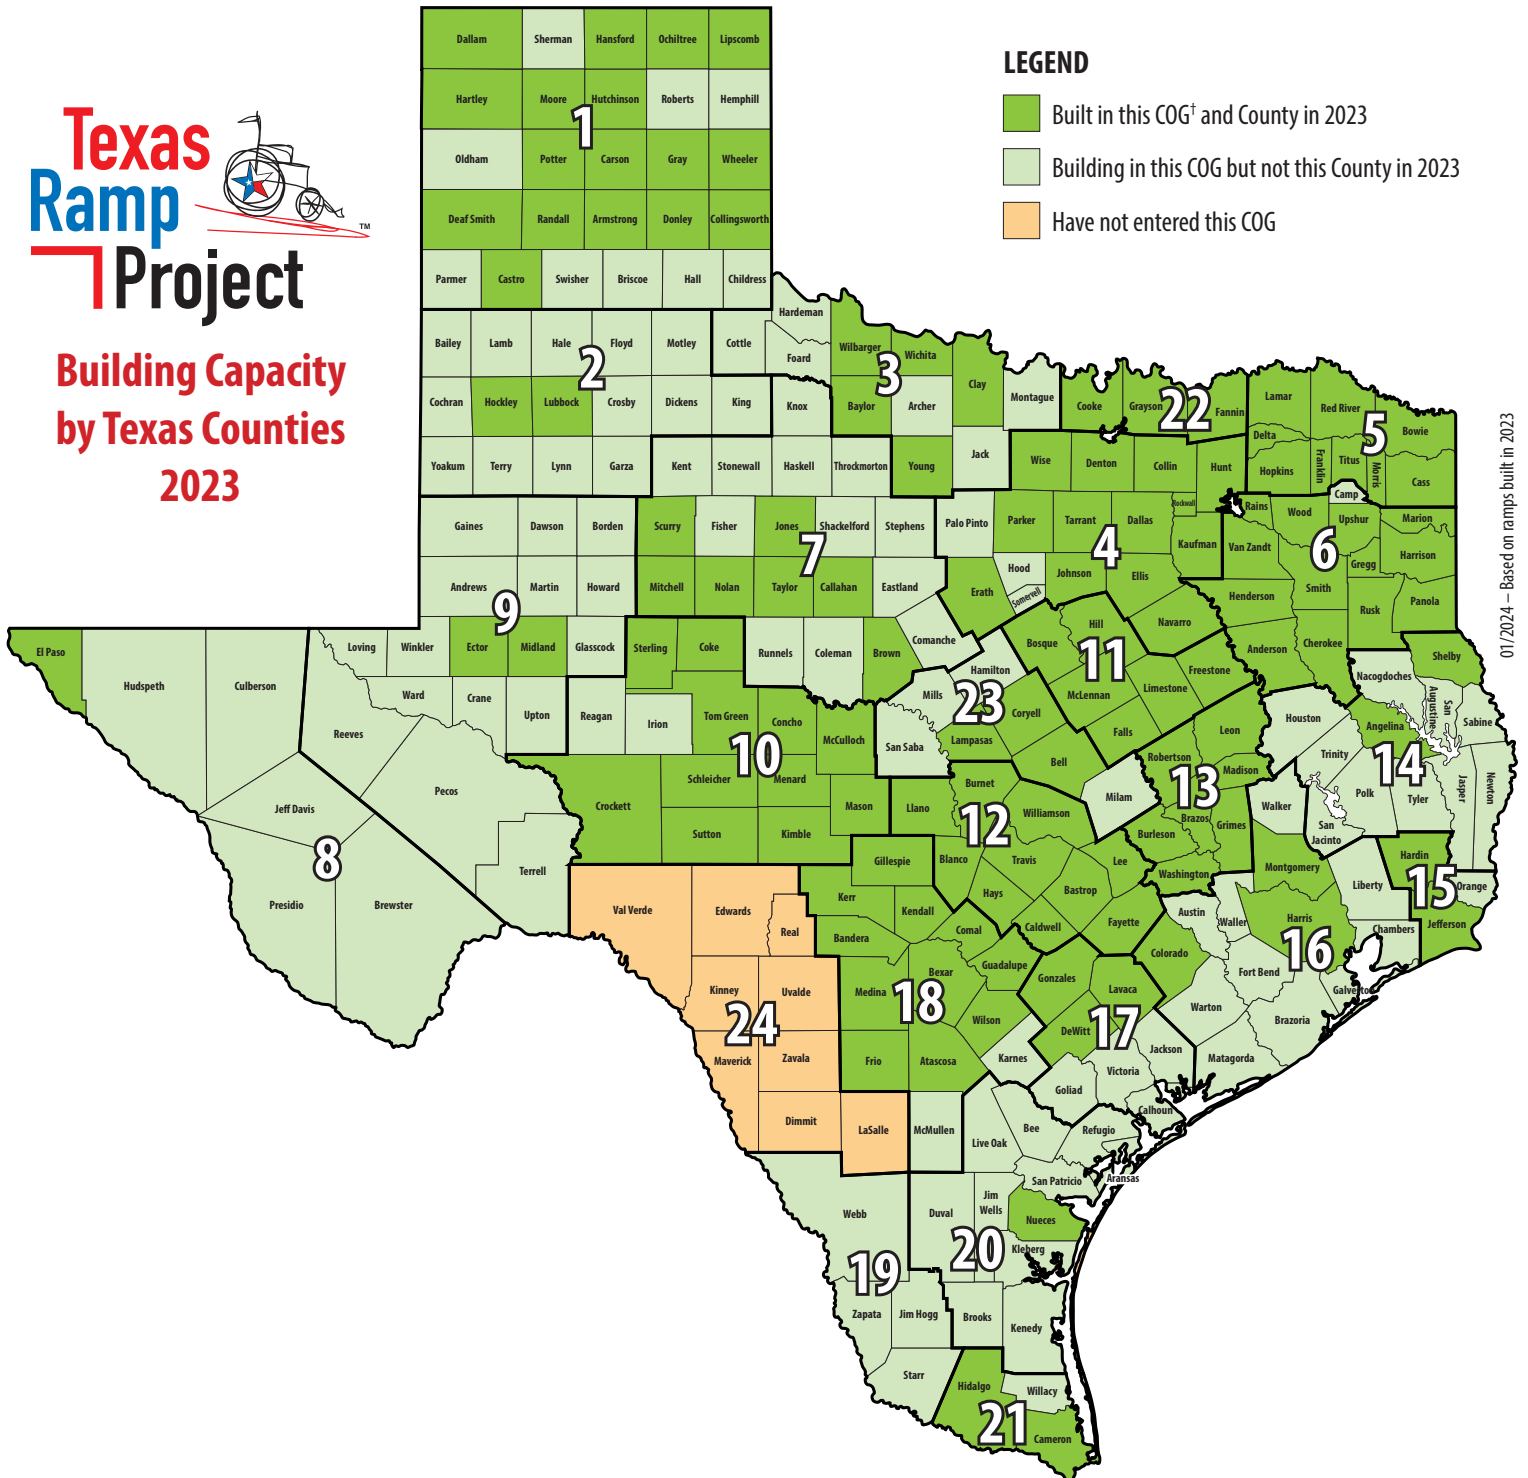 Texas
Ramp
Project
TM
Building Capacity
by Texas Counties
2023
LEGEND
Built in this COG† and County in 2023
Building in this COG but not this County in 2023
Have not entered this COG
Dallam Sherman Hansford Ochiltree Lipscomb
Hartley Moore Hutchinson Roberts Hemphill
1
Oldham Potter Carson Gray Wheeler
Deaf Smith Randall Armstrong Donley Collingsworth
Parmer Castro Swisher Briscoe Hall Childress
Hardeman
Bailey Lamb Hale Floyd Motley Cottle
Foard Wilbarger Wichita
2
3
Cochran Hockley Lubbock Crosby Dickens King Knox Baylor Archer Clay Montague
Cooke Grayson Fannin
22
Lamar Red River Bowie
5
Delta Hopkins Franklin Titus Morris Cass
Yoakum Terry Lynn Garza Kent Stonewall Haskell Throckmorton Young Jack
Wise Denton Collin Hunt
Camp
Gaines Dawson Borden Scurry Fisher Jones Shackelford Stephens Palo Pinto Parker Tarrant Dallas Rockwall
Rains Wood Upshur Marion
7
4
6
Kaufman Van Zandt Gregg Harrison
Andrews Martin Howard Mitchell Nolan Taylor Callahan Eastland Erath Hood Somervell Johnson Ellis
Henderson Smith Rusk Panola
9
Loving Winkler Ector Midland Glasscock Sterling Coke Runnels Coleman Brown Comanche
Bosque Hill Navarro Anderson Cherokee Shelby
11
El Paso Hudspeth Culberson
Ward Crane Upton Reagan Irion Tom Green Concho McCulloch
Mills Hamilton
23
Coryell McLennan Limestone Freestone
Nacogdoches San Augustine Sabine
Reeves
10
San Saba Lampasas Bell Falls
Leon Houston Angelina
Trinity
14
Robertson Madison
13
Pecos Schleicher Menard
Jeff Davis
Crockett Sutton Kimble Mason Llano Burnet Williamson Milam
12
Burleson Brazos Grimes Walker San Jacinto Polk Tyler Jasper Newton
8
Terrell
Gillespie Blanco Travis Lee Washington Montgomery Liberty Hardin
15
Orange
Presidio Brewster
Val Verde Edwards Real
Kerr Kendall Hays Bastrop
Bandera Comal Caldwell Fayette
Austin Waller Harris Chambers Jefferson
16
Kinney Uvalde
24
Medina Bexar Guadalupe Gonzales Lavaca Colorado
18
17
Fort Bend Galveston
Wilson DeWitt Warton Brazoria
Maverick Zavala Frio Atascosa Karnes Jackson Matagorda
Victoria
Goliad
Calhoun
Dimmit LaSalle McMullen Live Oak Bee Refugio
San Patricio Aransas
Webb Duval Jim Wells Nueces
20
Kleberg
19
Zapata Jim Hogg Brooks Kenedy
Starr Hidalgo Willacy
21
Cameron
01/2024 – Based on ramps built in 2023